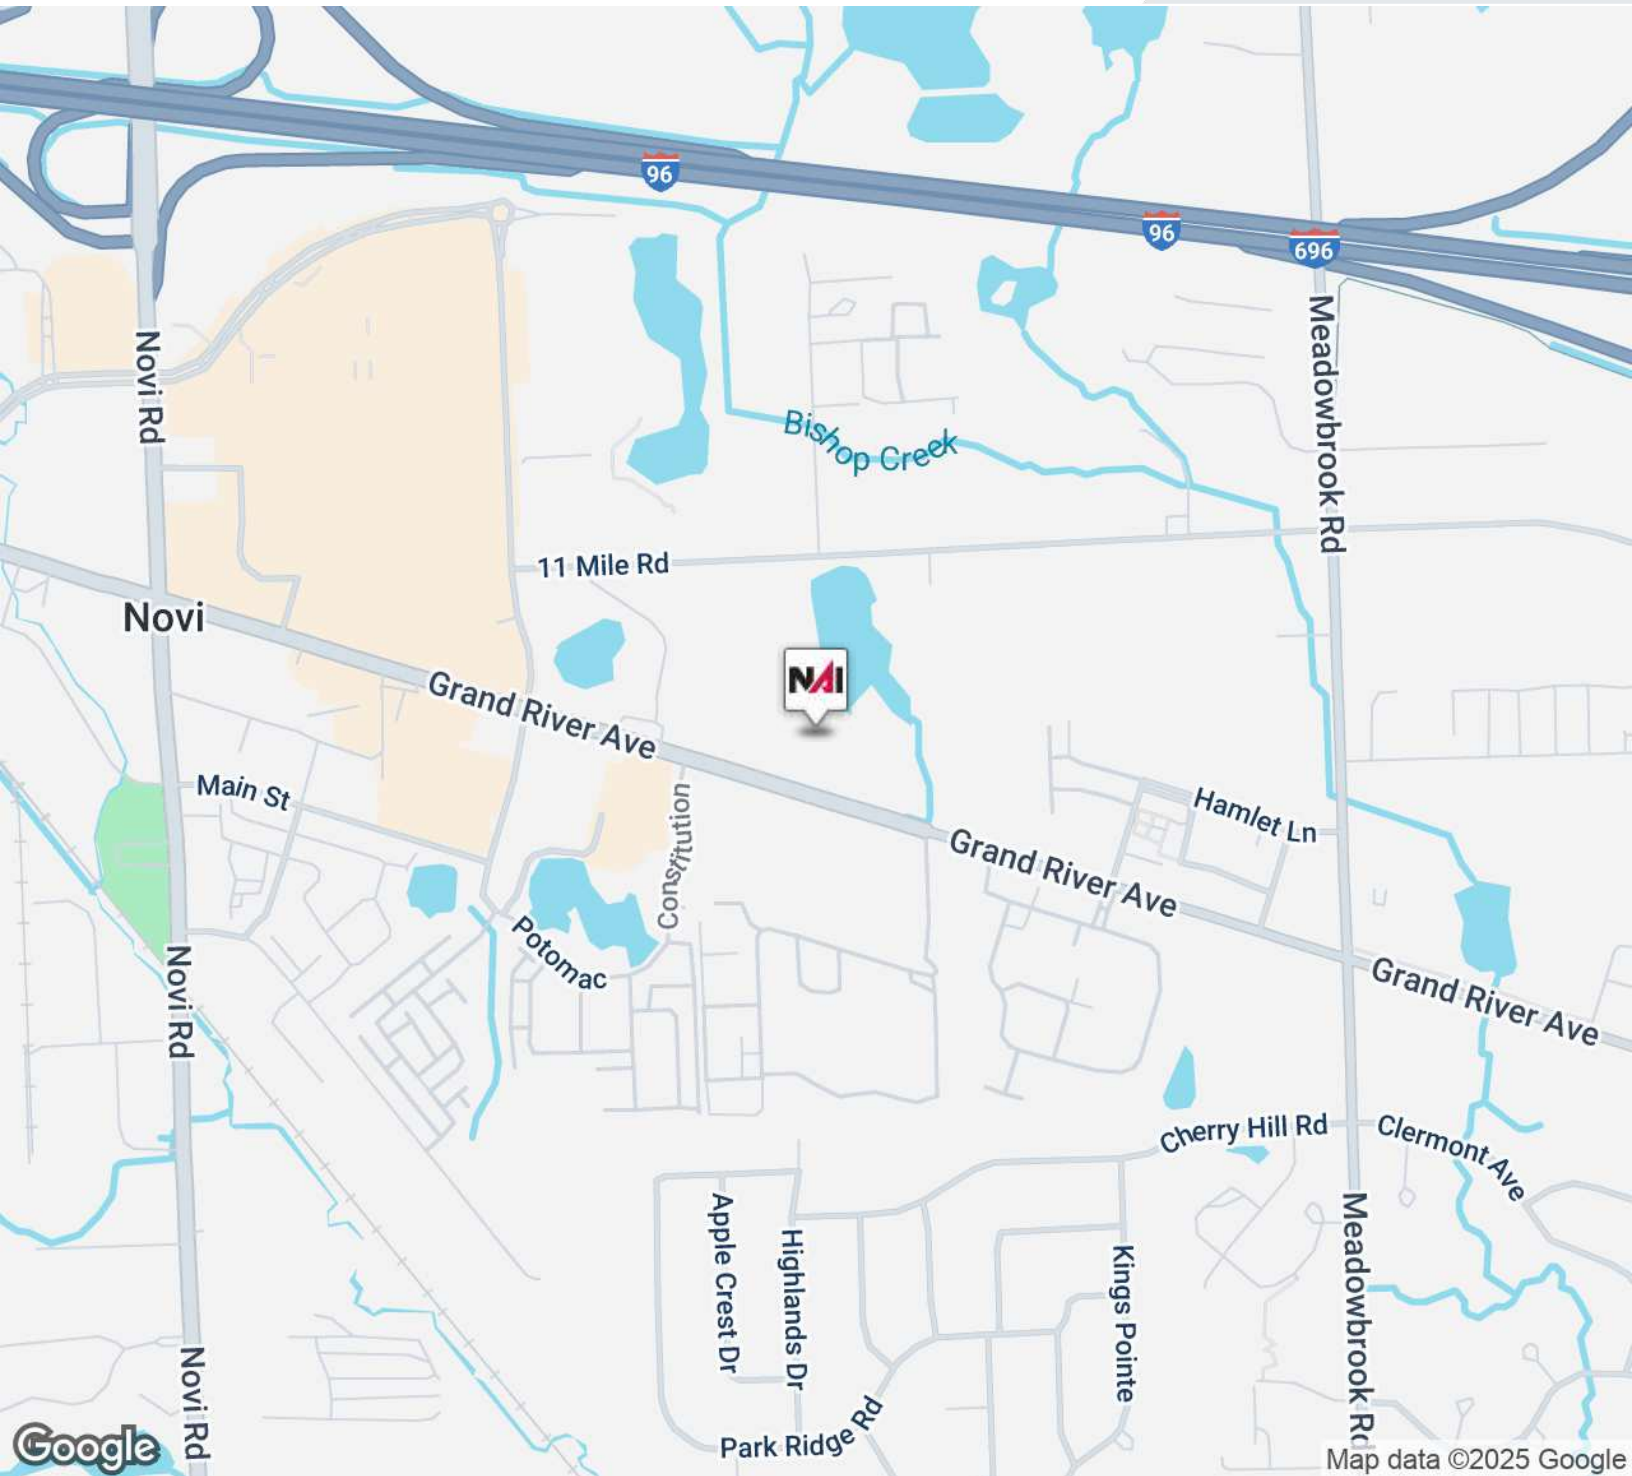 96
96
696
Novi Rd
Meadowbrook Rd
Bishop Creek
11 Mile Rd
Novi
NAI
Grand River Ave
Main St
Constitution
Hamlet Ln
Grand River Ave
Potomac
Novi Rd
Grand River Ave
Cherry Hill Rd
Clermont Ave
Apple Crest Dr
Highlands Dr
Kings Pointe
Meadowbrook Rd
Novi Rd
Park Ridge Rd
Google
Map data ©2025 Google